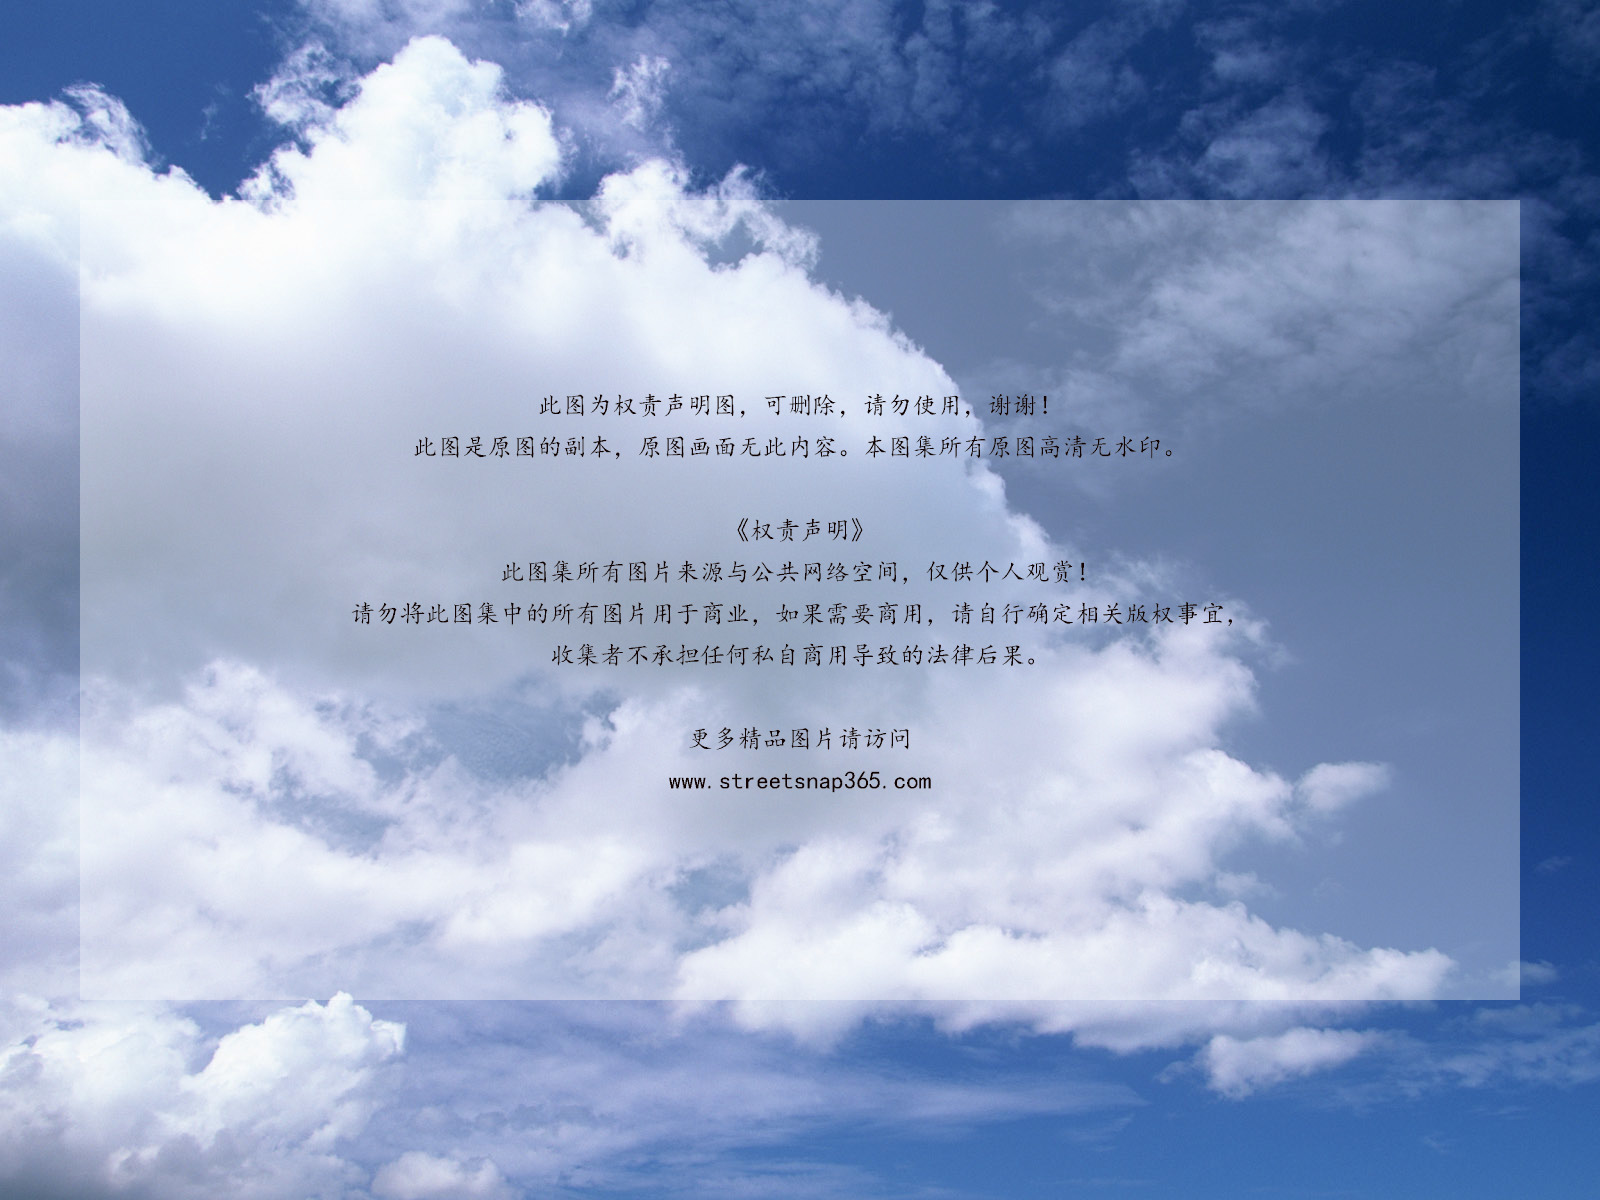 此图为权责声明图，可删除，请勿使用，谢谢！
此图是原图的副本，原图画面无此内容。本图集所有原图高清无水印。
《权责声明》
此图集所有图片来源与公共网络空间，仅供个人观赏！
请勿将此图集中的所有图片用于商业，如果需要商用，请自行确定相关版权事宜，
收集者不承担任何私自商用导致的法律后果。
更多精品图片请访问
www.streetsnap365.com